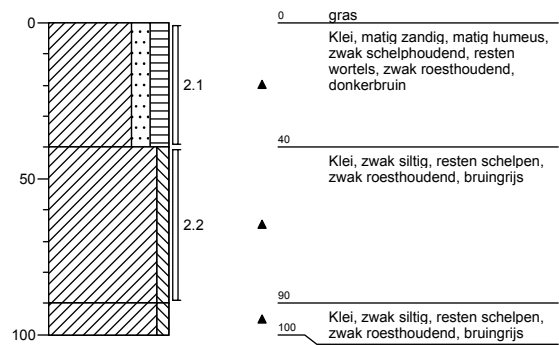 0
50
100
2.1
2.2
0 gras
Klei, matig zandig, matig humeus,
zwak schelphoudend, resten
wortels, zwak roesthoudend,
donkerbruin
40
Klei, zwak siltig, resten schelpen,
zwak roesthoudend, bruingrijs
90
Klei, zwak siltig, resten schelpen,
100
zwak roesthoudend, bruingrijs